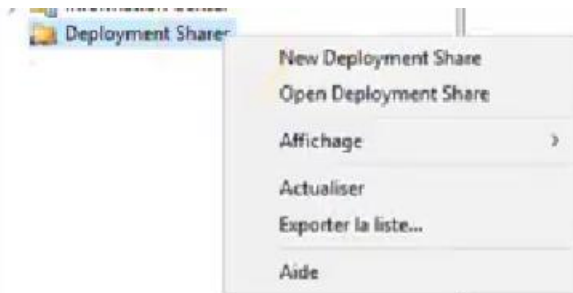 Deployment Shares
New Deployment Share
Open Deployment Share
Affichage
Actualiser
Exporter la liste...
Aide